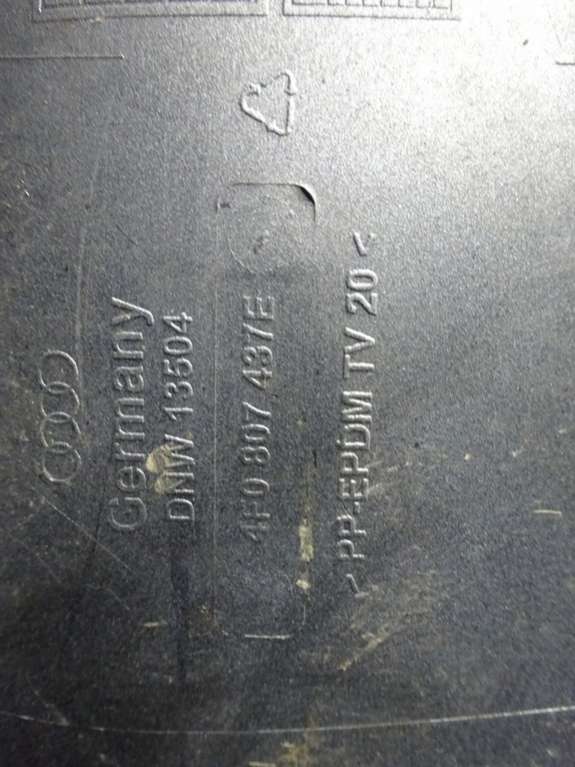 Germany
DNW 13504
4F0 807 437E
> PP-EPDM TV 20 <